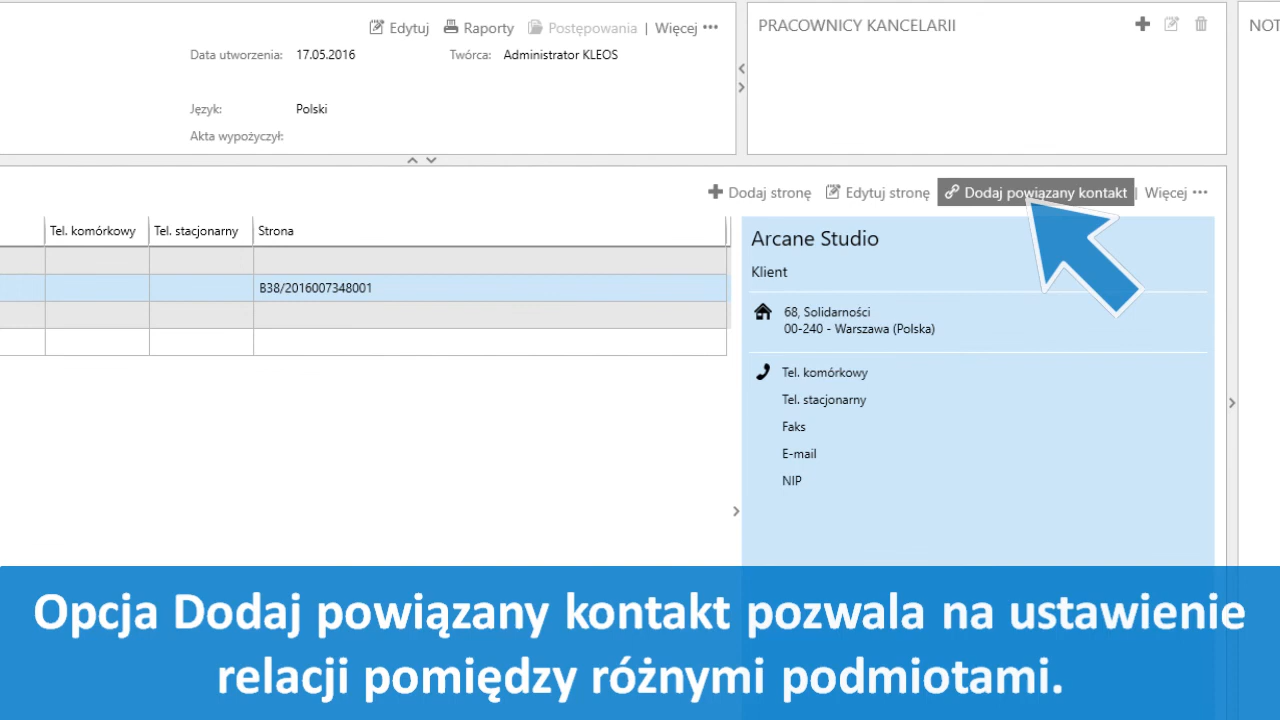 Edytuj Raporty Postępowania | Więcej •••
Data utworzenia: 17.05.2016 Twórca: Administrator KLEOS
Język: Polski
Akta wypożyczył:
PRACOWNICY KANCELARII
NOT
Dodaj stronę Edytuj stronę Dodaj powiązany kontakt | Więcej •••
Tel. komórkowy Tel. stacjonarny Strona
B38/2016007348001
Arcane Studio
Klient
68, Solidarności
00-240 - Warszawa (Polska)
Tel. komórkowy
Tel. stacjonarny
Faks
E-mail
NIP
Opcja Dodaj powiązany kontakt pozwala na ustawienie
relacji pomiędzy różnymi podmiotami.